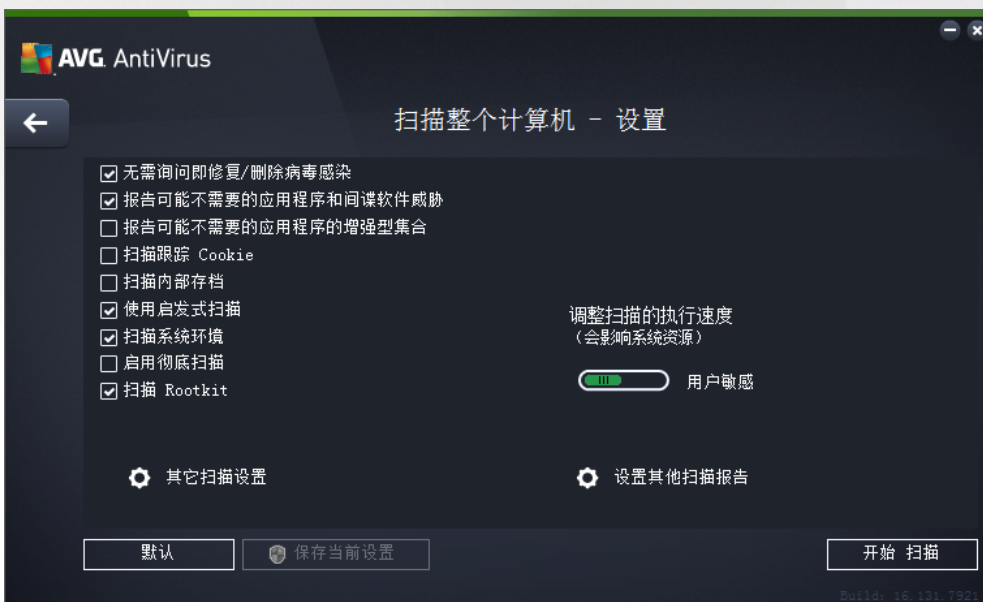 AVG. AntiVirus
扫描整个计算机 - 设置
无需询问即修复/删除病毒感染
报告可能不需要的应用程序和间谍软件威胁
报告可能不需要的应用程序的增强型集合
扫描跟踪 Cookie
扫描内部存档
使用启发式扫描
扫描系统环境
启用彻底扫描
扫描 Rootkit
调整扫描的执行速度
（会影响系统资源）
用户敏感
其它扫描设置
设置其他扫描报告
默认
保存当前设置
开始 扫描
Build: 16.131.7921